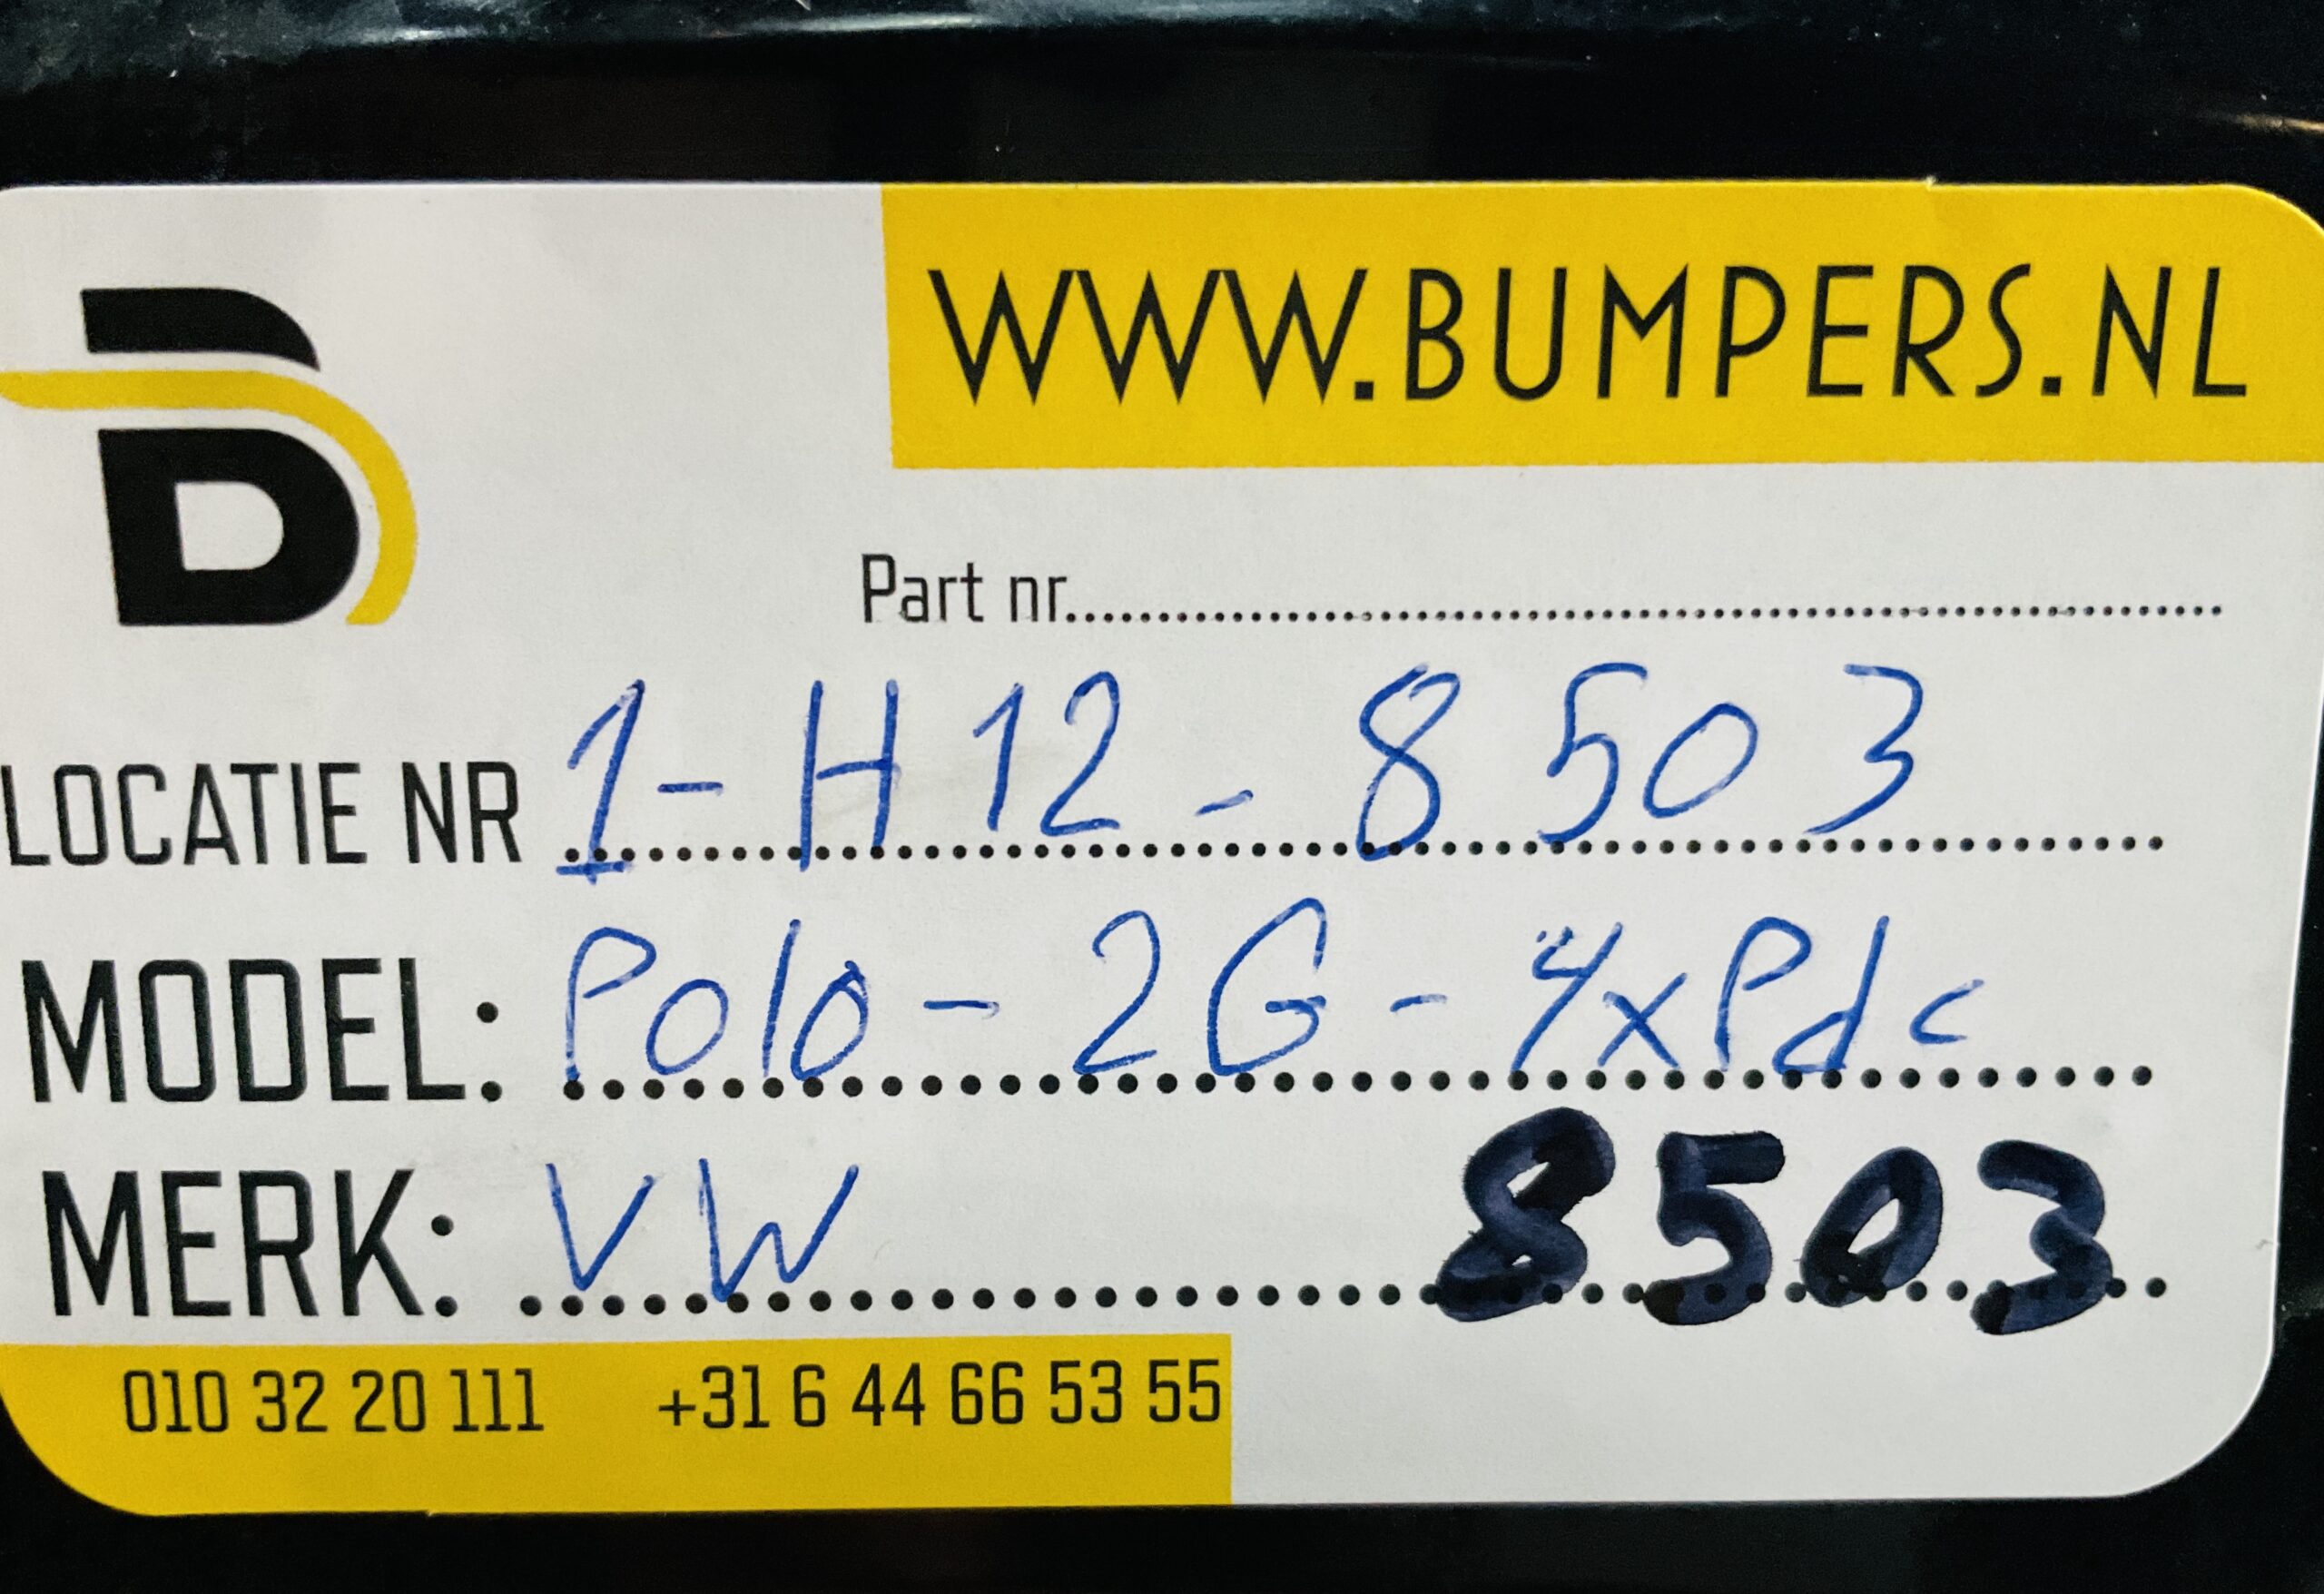 WWW.BUMPERS.NL
B
Part nr.........................................................
LOCATIE NR 1-H12-8503
MODEL: Polo-2G-4xPdc
MERK: VW 8503
010 32 20 111 +31 6 44 66 53 55